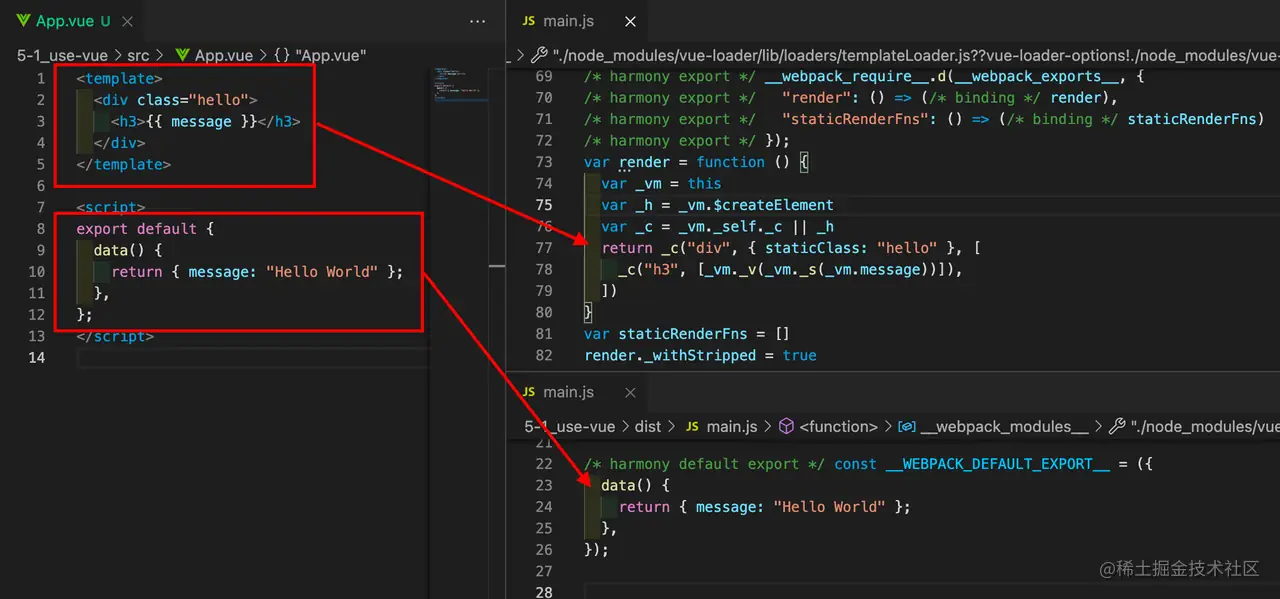 App.vue U
5-1_use-vue > src > App.vue > {} "App.vue"
1 <template>
2 <div class="hello">
3 <h3>{{ message }}</h3>
4 </div>
5 </template>
6
7 <script>
8 export default {
9 data() {
10 return { message: "Hello World" };
11 },
12 };
13 </script>
14
JS main.js
"./node_modules/vue-loader/lib/loaders/templateLoader.js??vue-loader-options!./node_modules/vue-
69 /* harmony export */ __webpack_require__.d(__webpack_exports__, {
70 /* harmony export */ "render": () => (/* binding */ render),
71 /* harmony export */ "staticRenderFns": () => (/* binding */ staticRenderFns)
72 /* harmony export */ });
73 var render = function () {
74 var _vm = this
75 var _h = _vm.$createElement
76 var _c = _vm._self._c || _h
77 return _c("div", { staticClass: "hello" }, [
78 _c("h3", [_vm._v(_vm._s(_vm.message))]),
79 ])
80 }
81 var staticRenderFns = []
82 render._withStripped = true
JS main.js
5-1_use-vue > dist > JS main.js > <function> > __webpack_modules__ > "./node_modules/vue
21
22 /* harmony default export */ const __WEBPACK_DEFAULT_EXPORT__ = ({
23 data() {
24 return { message: "Hello World" };
25 },
26 });
27
28
@稀土掘金技术社区